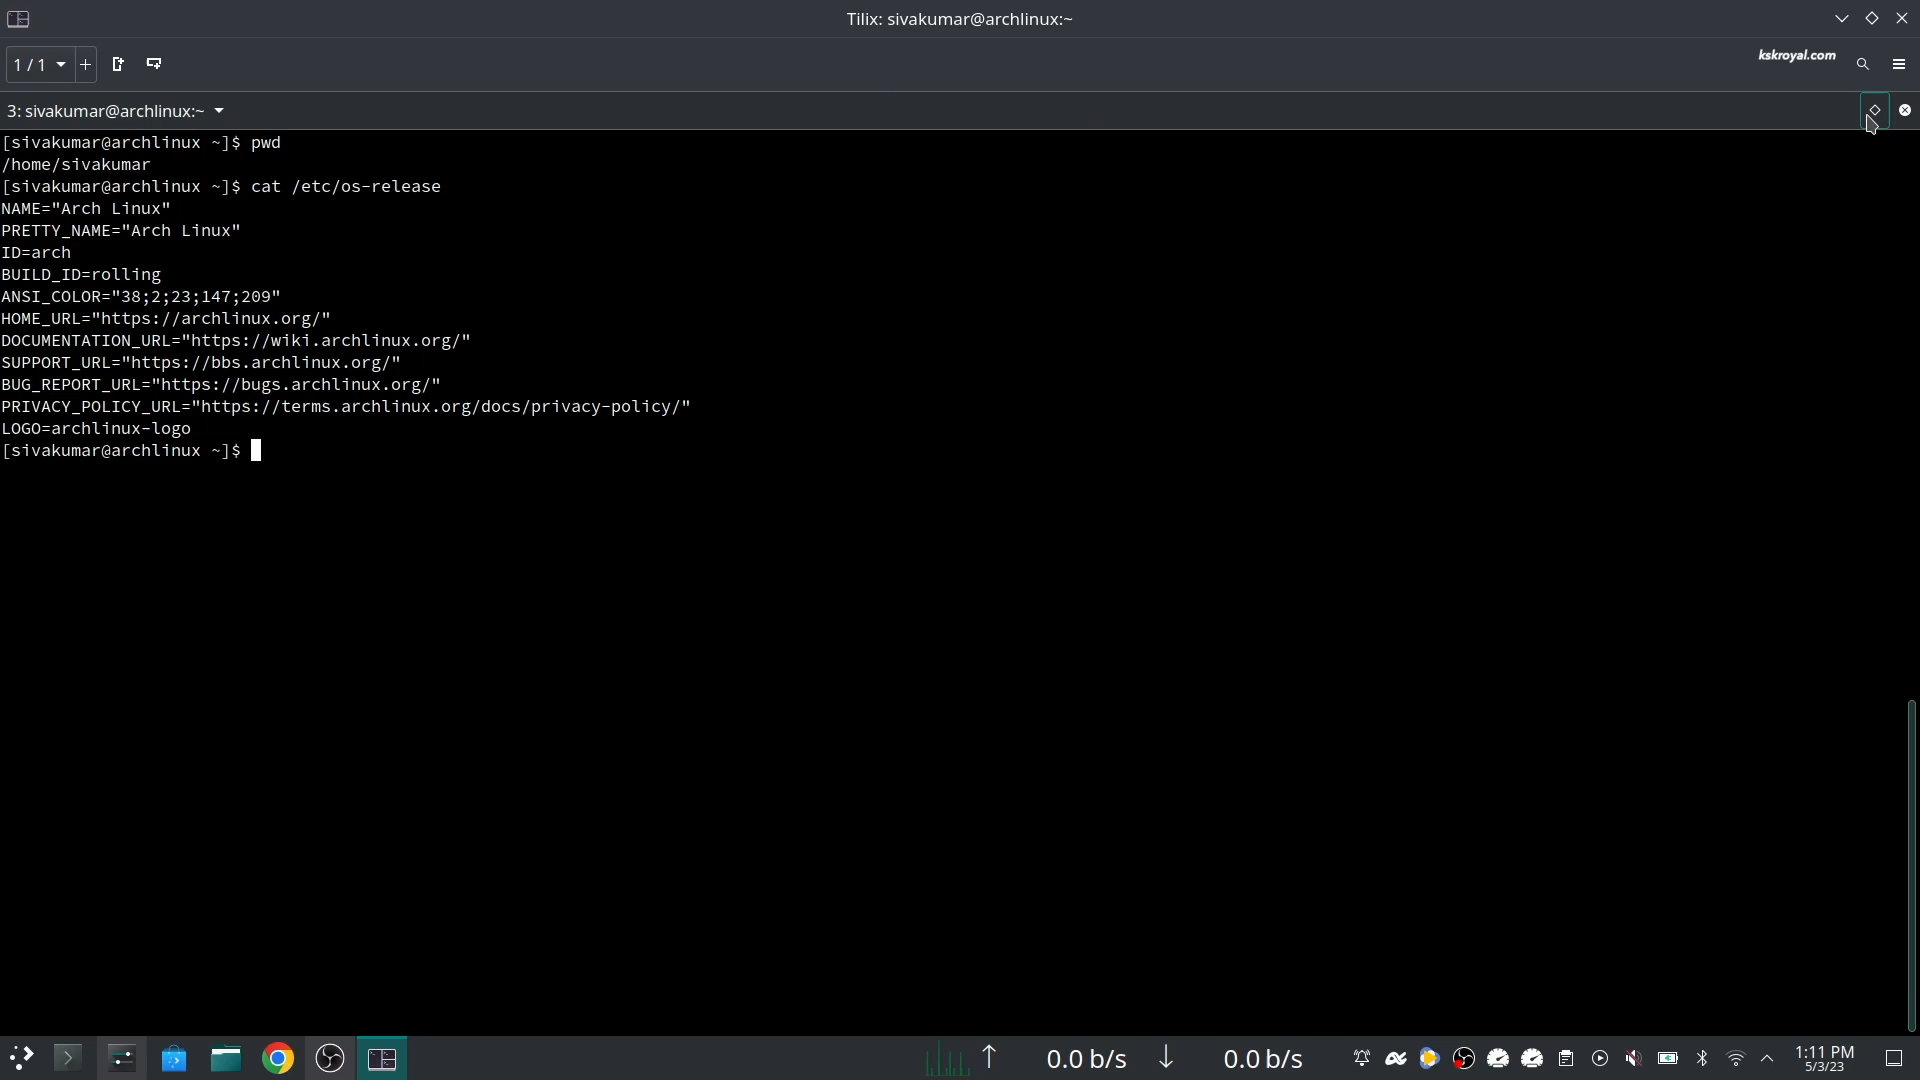 Tilix: sivakumar@archlinux:~
1 / 1
kskroyal.com
3: sivakumar@archlinux:~
[sivakumar@archlinux ~]$ pwd
/home/sivakumar
[sivakumar@archlinux ~]$ cat /etc/os-release
NAME="Arch Linux"
PRETTY_NAME="Arch Linux"
ID=arch
BUILD_ID=rolling
ANSI_COLOR="38;2;23;147;209"
HOME_URL="https://archlinux.org/"
DOCUMENTATION_URL="https://wiki.archlinux.org/"
SUPPORT_URL="https://bbs.archlinux.org/"
BUG_REPORT_URL="https://bugs.archlinux.org/"
PRIVACY_POLICY_URL="https://terms.archlinux.org/docs/privacy-policy/"
LOGO=archlinux-logo
[sivakumar@archlinux ~]$
0.0 b/s 0.0 b/s 1:11 PM
5/3/23